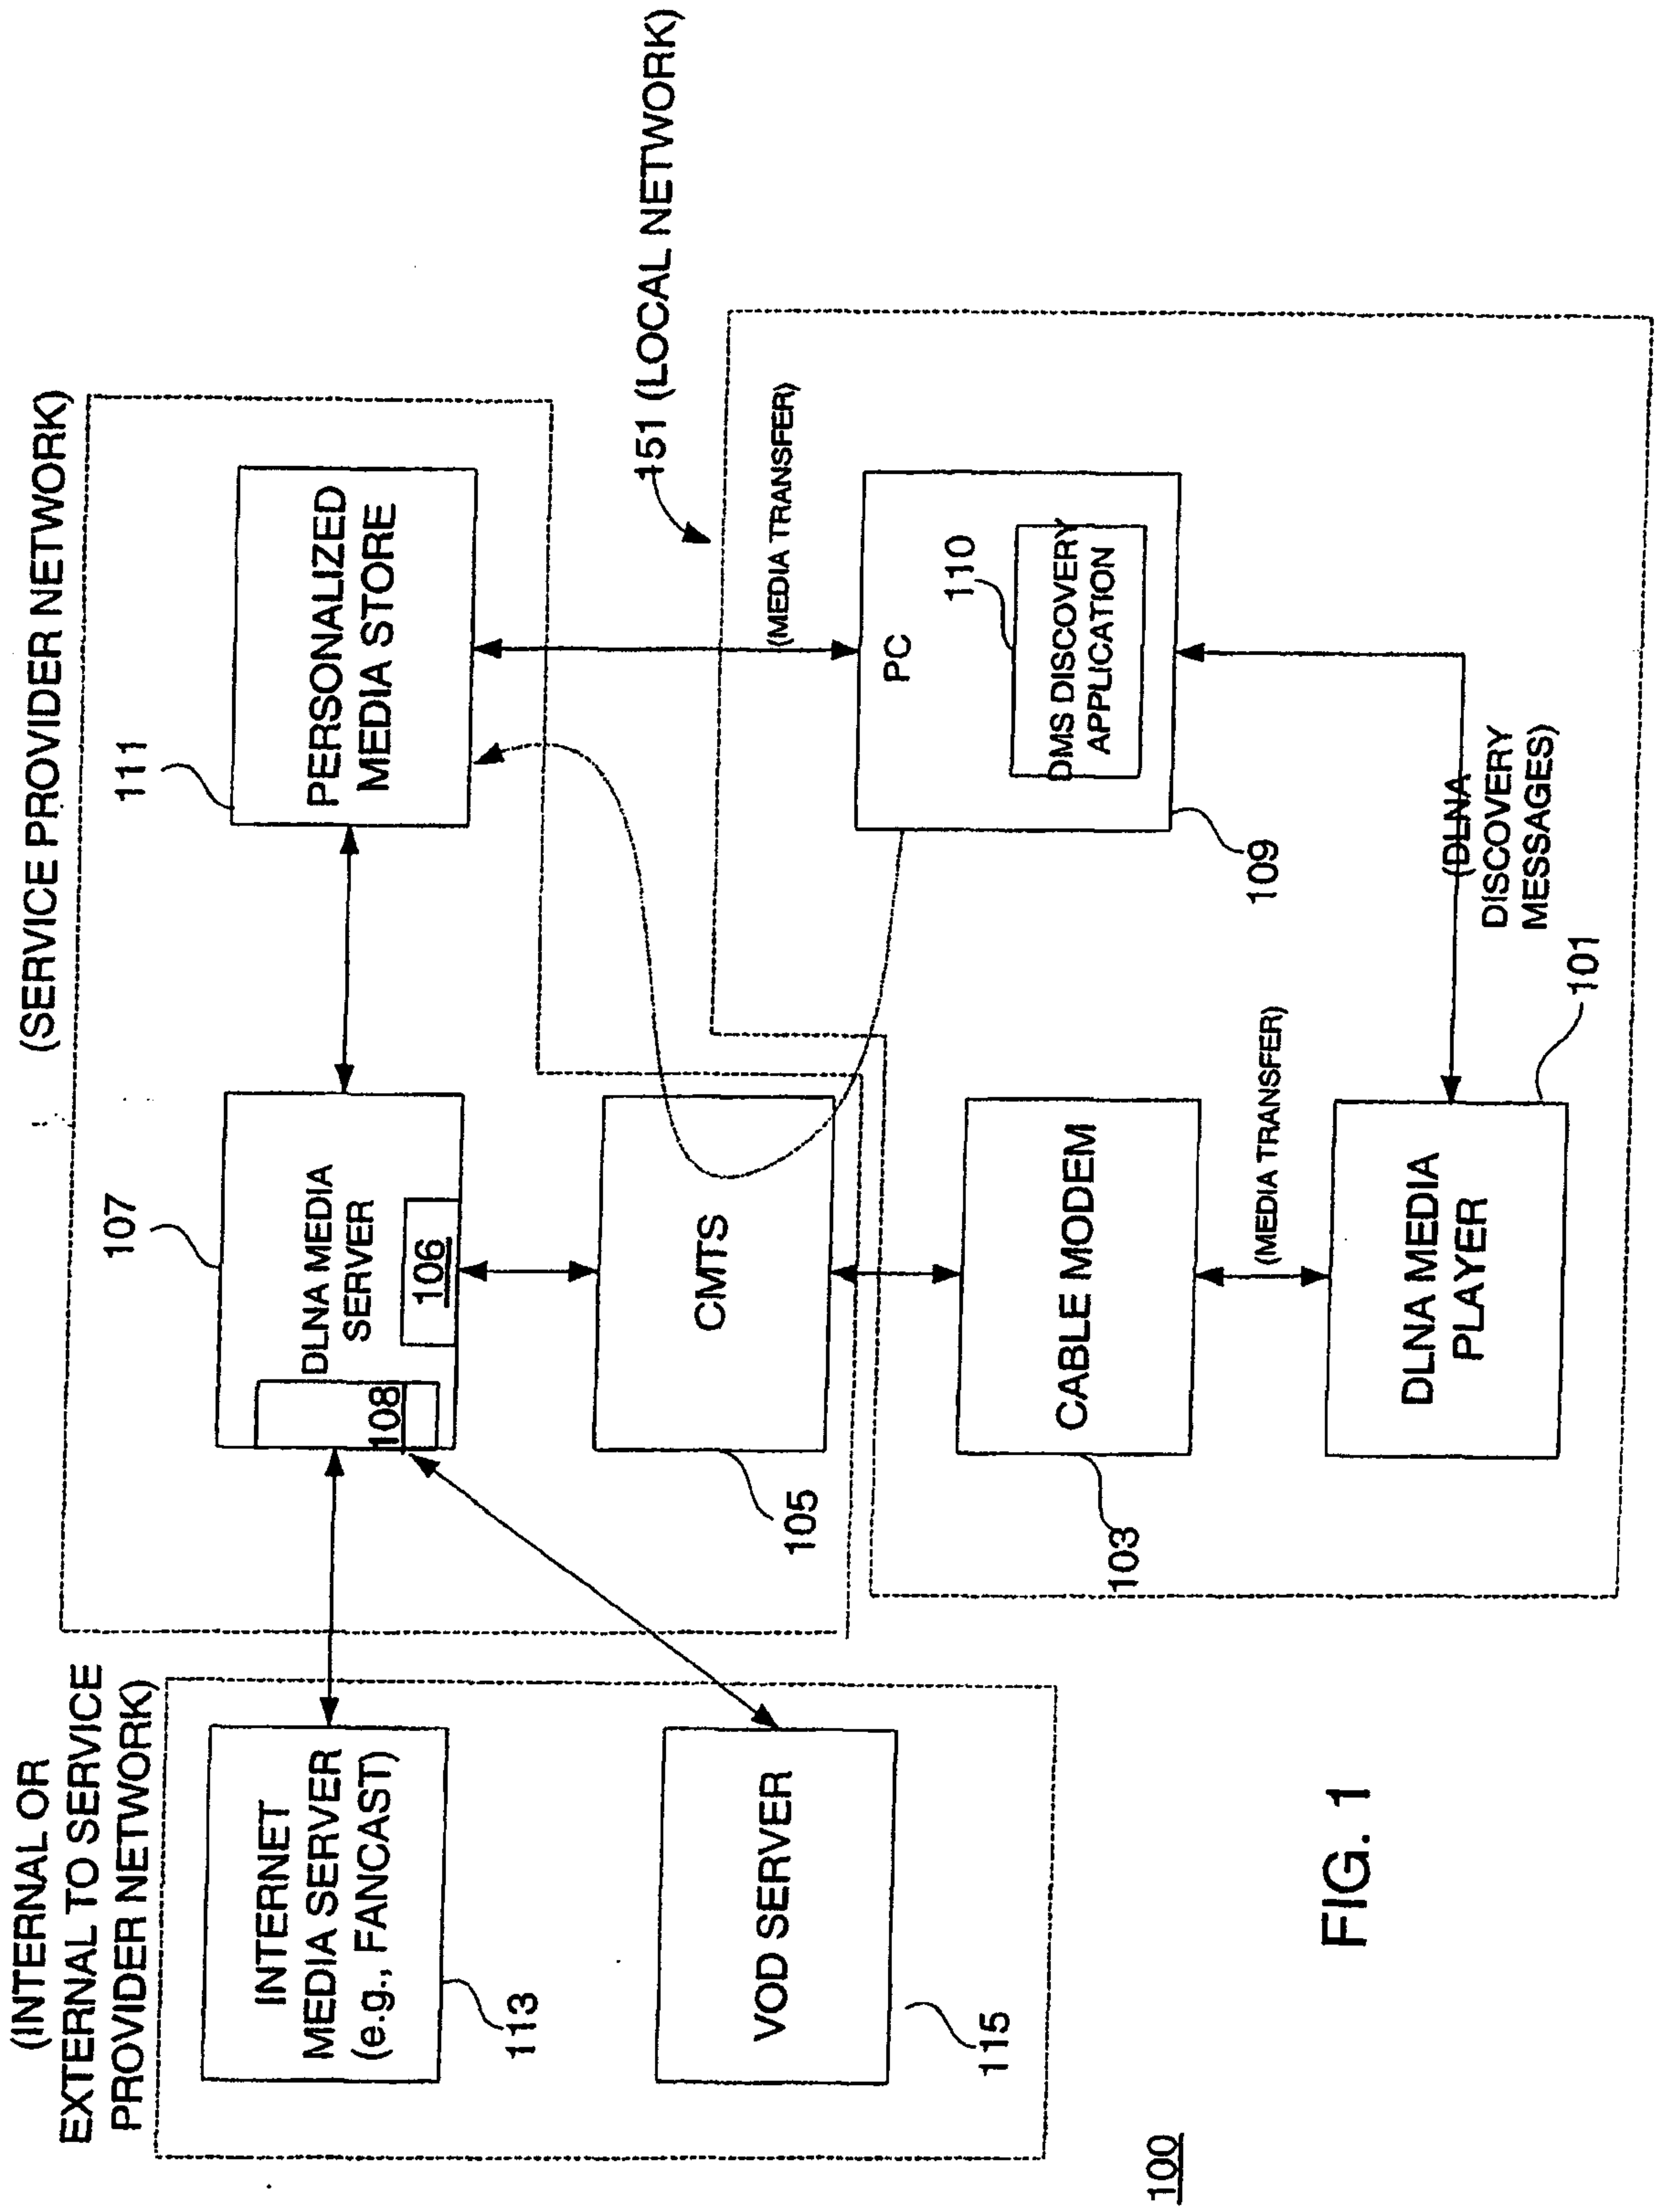 (INTERNAL OR
EXTERNAL TO SERVICE
PROVIDER NETWORK)
(SERVICE PROVIDER NETWORK)
INTERNET
MEDIA SERVER
(e.g., FANCAST)
113
107
DLNA MEDIA
SERVER
108
106
111
PERSONALIZED
MEDIA STORE
VOD SERVER
115
CMTS
105
151 (LOCAL NETWORK)
(MEDIA TRANSFER)
PC
110
DMS DISCOVERY
APPLICATION
109
CABLE MODEM
103
(MEDIA TRANSFER)
(DLNA
DISCOVERY
MESSAGES)
DLNA MEDIA
PLAYER
101
100
FIG. 1